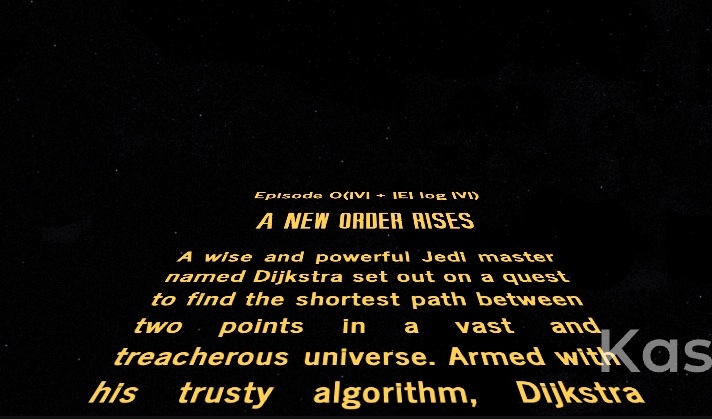 Episode O(|V| + |E| log |V|)
A NEW ORDER RISES
A wise and powerful Jedi master
named Dijkstra set out on a quest
to find the shortest path between
two points in a vast and
treacherous universe. Armed with
his trusty algorithm, Dijkstra
Kas